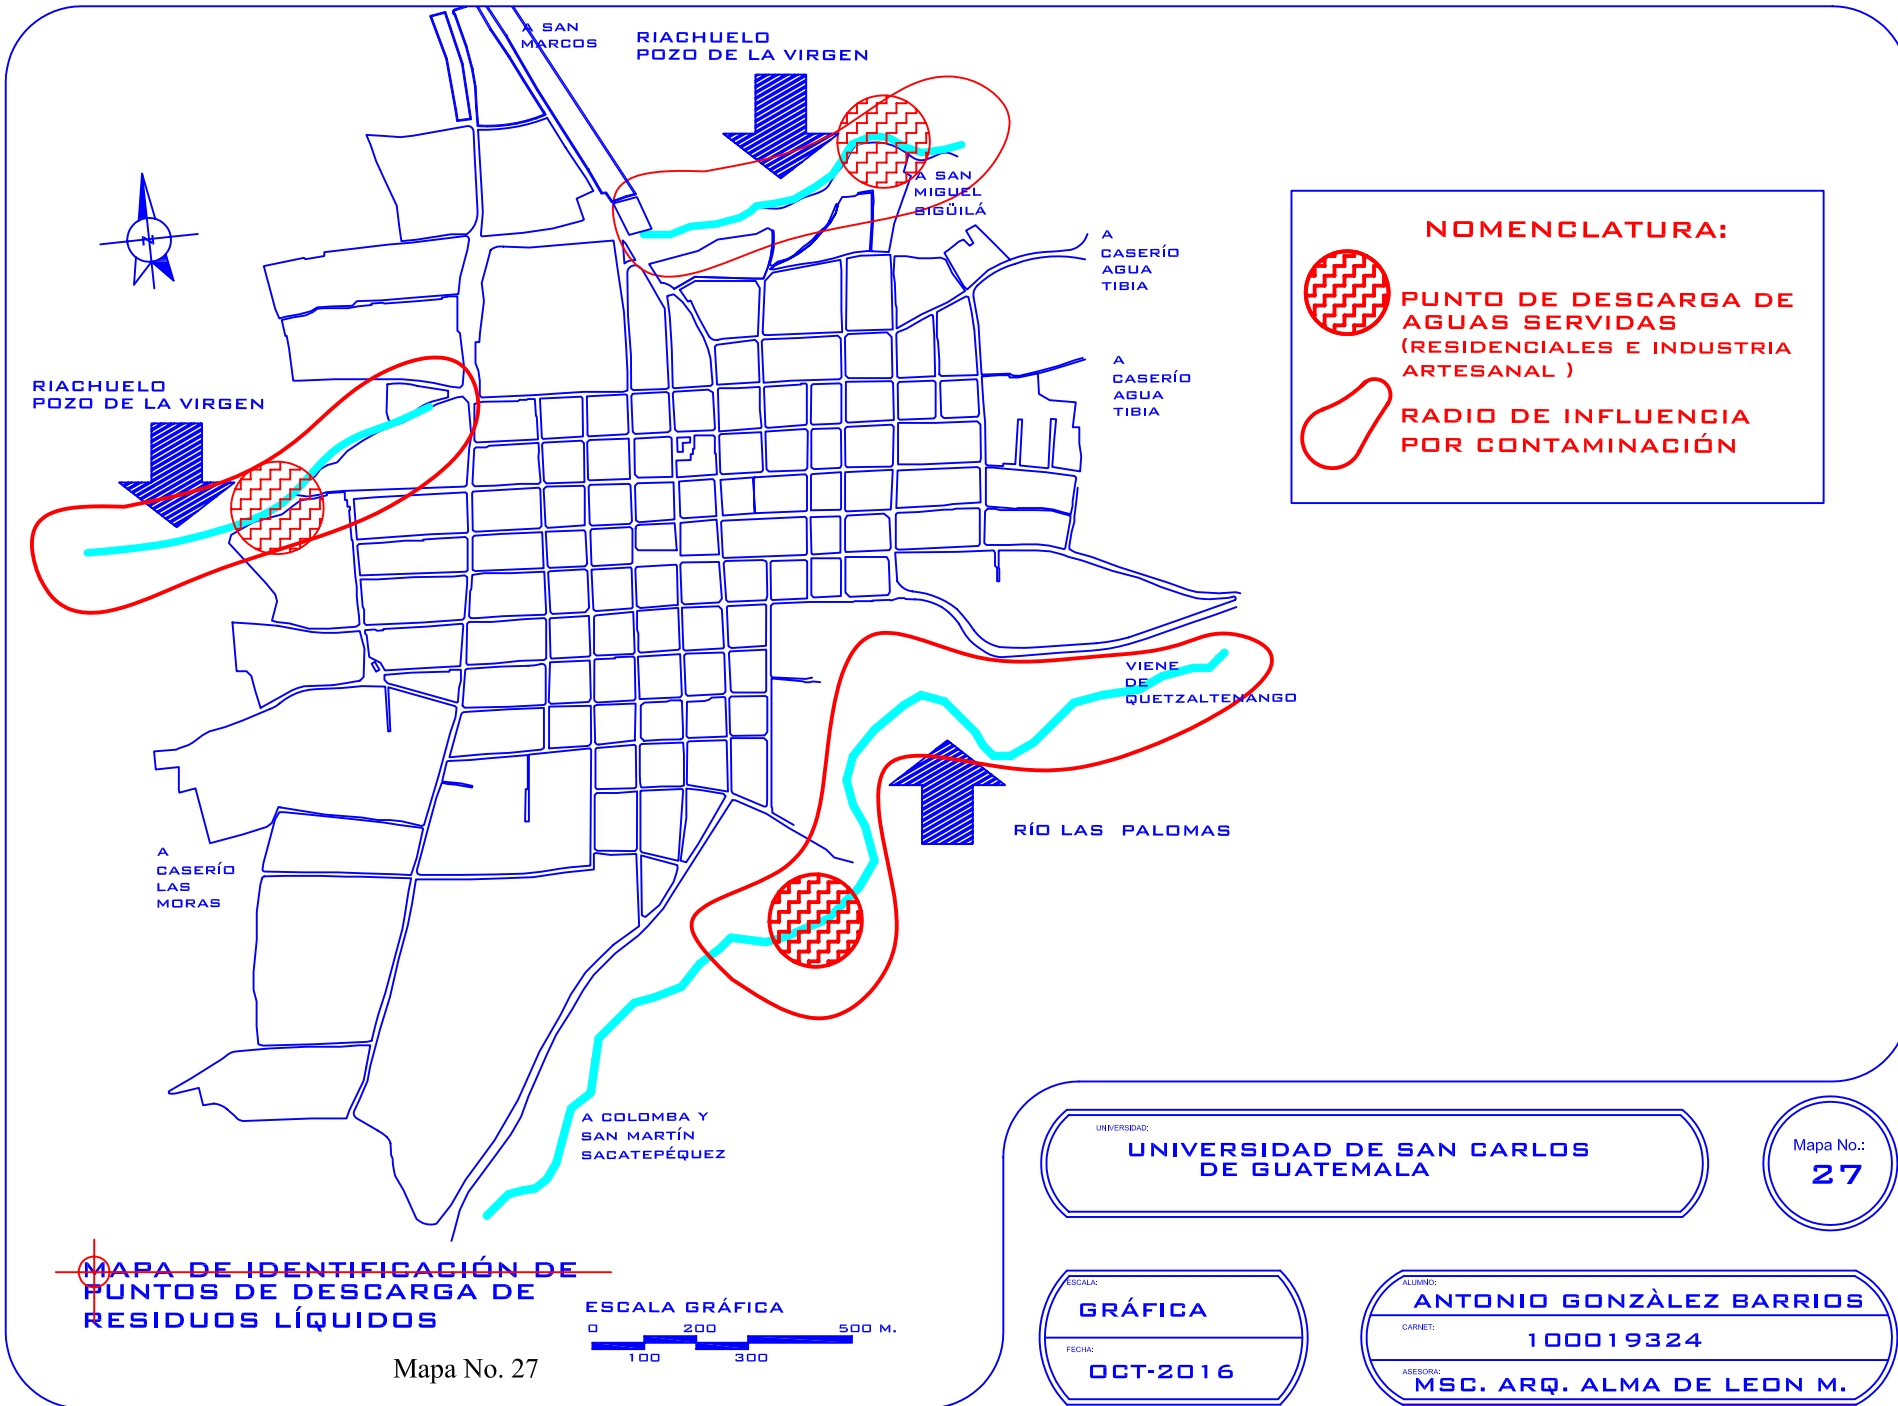 A SAN
MARCOS
RIACHUELO
POZO DE LA VIRGEN
A SAN
MIGUEL
SIGÜILÁ
N
A
CASERÍO
AGUA
TIBIA
A
CASERÍO
AGUA
TIBIA
NOMENCLATURA:
PUNTO DE DESCARGA DE
AGUAS SERVIDAS
(RESIDENCIALES E INDUSTRIA
ARTESANAL )
RADIO DE INFLUENCIA
POR CONTAMINACIÓN
RIACHUELO
POZO DE LA VIRGEN
VIENE
DE
QUETZALTENANGO
RÍO LAS PALOMAS
A
CASERÍO
LAS
MORAS
A COLOMBA Y
SAN MARTÍN
SACATEPÉQUEZ
UNIVERSIDAD:
UNIVERSIDAD DE SAN CARLOS
DE GUATEMALA
Mapa No.:
27
MAPA DE IDENTIFICACIÓN DE
PUNTOS DE DESCARGA DE
RESIDUOS LÍQUIDOS
Mapa No. 27
ESCALA GRÁFICA
0 200 500 M.
100 300
ESCALA:
GRÁFICA
FECHA:
OCT-2016
ALUMNO:
ANTONIO GONZÀLEZ BARRIOS
CARNET:
100019324
ASESORA:
MSC. ARQ. ALMA DE LEON M.